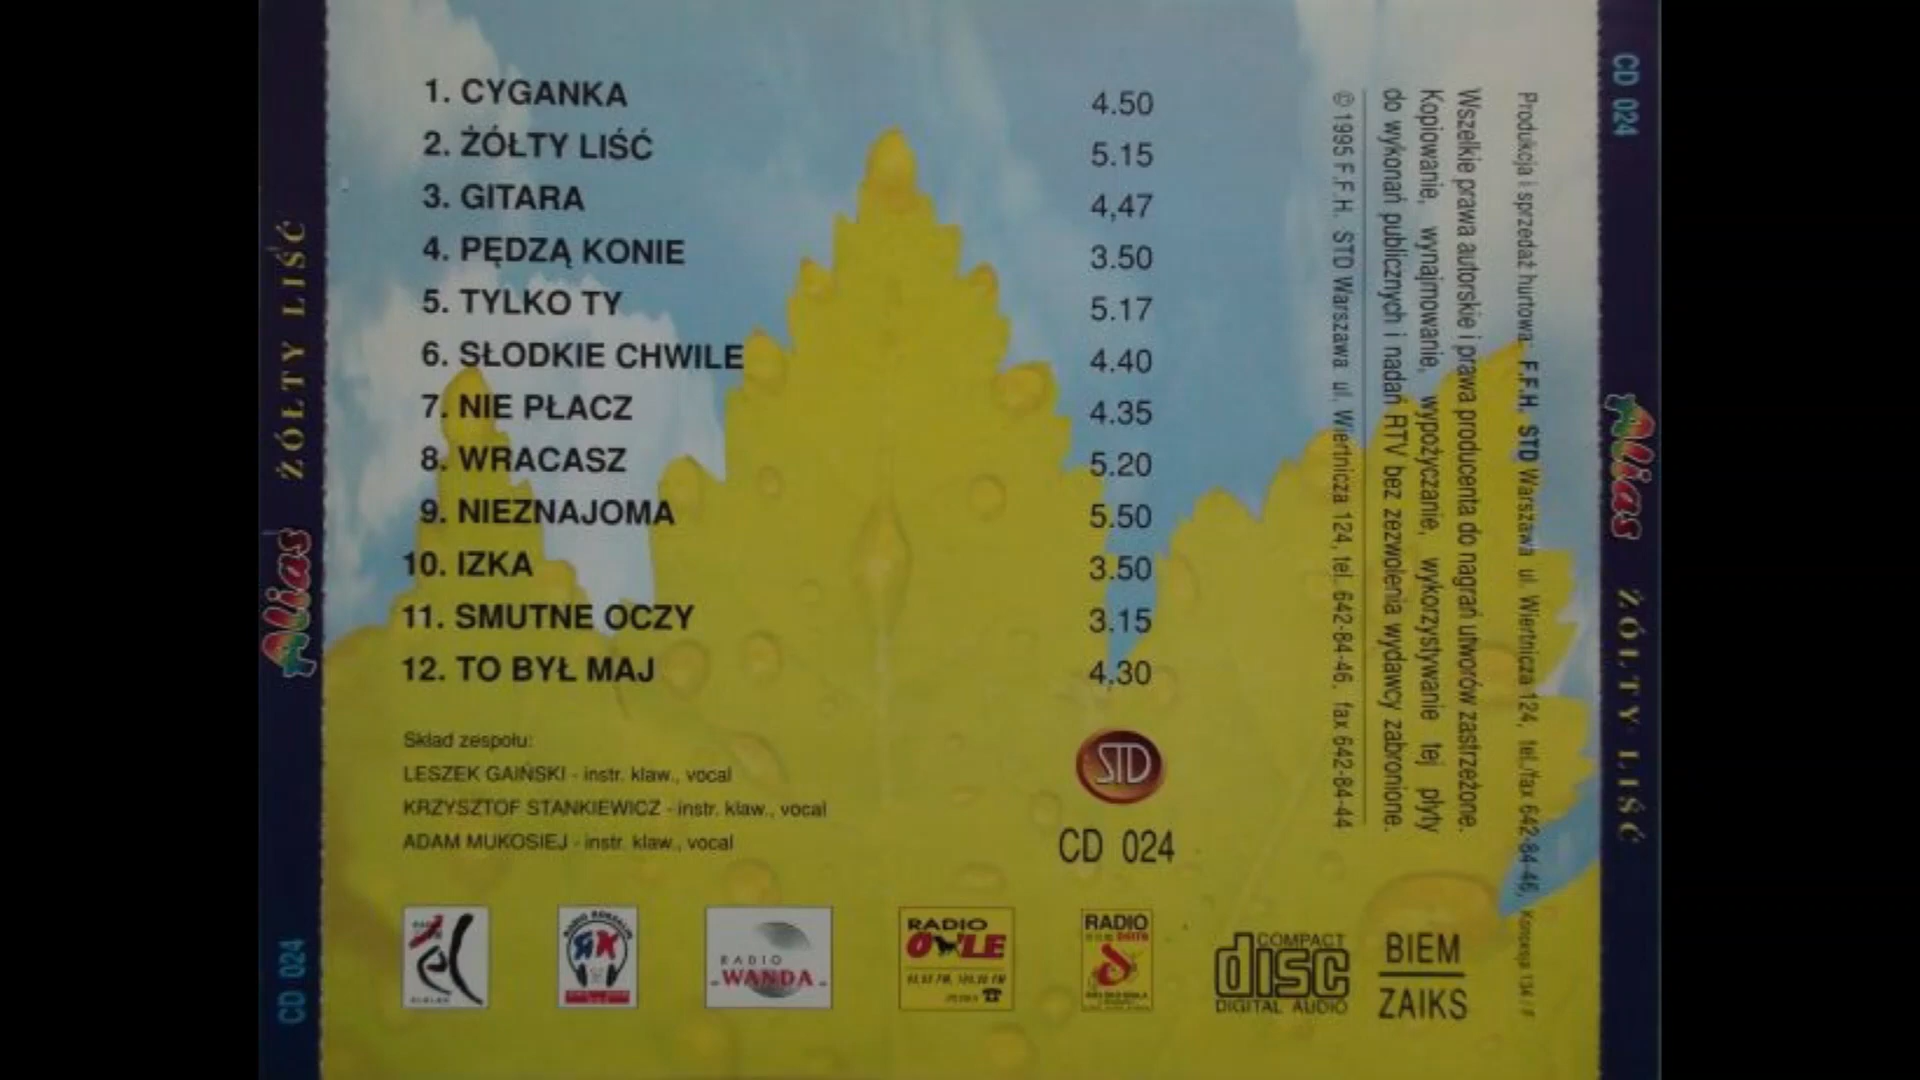 1. CYGANKA 4.50
2. ŻÓŁTY LIŚĆ 5.15
3. GITARA 4,47
4. PĘDZĄ KONIE 3.50
5. TYLKO TY 5.17
6. SŁODKIE CHWILE 4.40
7. NIE PŁACZ 4.35
8. WRACASZ 5.20
9. NIEZNAJOMA 5.50
10. IZKA 3.50
11. SMUTNE OCZY 3.15
12. TO BYŁ MAJ 4.30
Skład zespołu:
LESZEK GAIŃSKI - instr. klaw., vocal
KRZYSZTOF STANKIEWICZ - instr. klaw., vocal
ADAM MUKOSIEJ - instr. klaw., vocal
STD
CD 024
RADIO
WANDA
RADIO
RADIO
COMPACT
disc
DIGITAL AUDIO
BIEM
ZAIKS
Produkcja i sprzedaż hurtowa: F.F.H. STD Warszawa ul. Wiertnicza 124, tel./fax 642-84-46, Koncesja
Wszelkie prawa autorskie i prawa producenta do nagrań utworów zastrzeżone.
Kopiowanie, wynajmowanie, wypożyczanie, wykorzystywanie tej płyty
do wykonań publicznych i nadań RTV bez zezwolenia wydawcy zabronione.
© 1995 F.F.H. STD Warszawa ul. Wiertnicza 124, tel. 642-84-46, fax 642-84-44
CD 024 Alias ŻÓŁTY LIŚĆ
CD 024 Alias ŻÓŁTY LIŚĆ